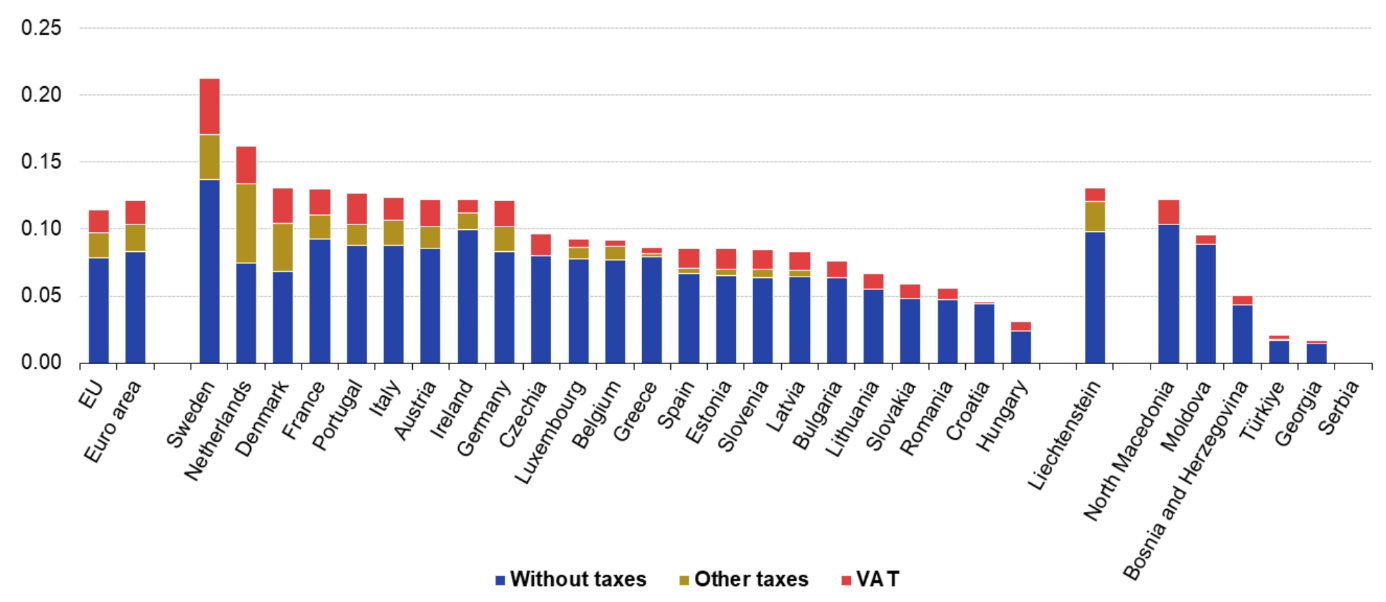 0.25
0.20
0.15
0.10
0.05
0.00
EU
Euro area
Sweden
Netherlands
Denmark
France
Portugal
Italy
Austria
Ireland
Germany
Czechia
Luxembourg
Belgium
Greece
Spain
Estonia
Slovenia
Latvia
Bulgaria
Lithuania
Slovakia
Romania
Croatia
Hungary
Liechtenstein
North Macedonia
Moldova
Bosnia and Herzegovina
Türkiye
Georgia
Serbia
Without taxes Other taxes VAT